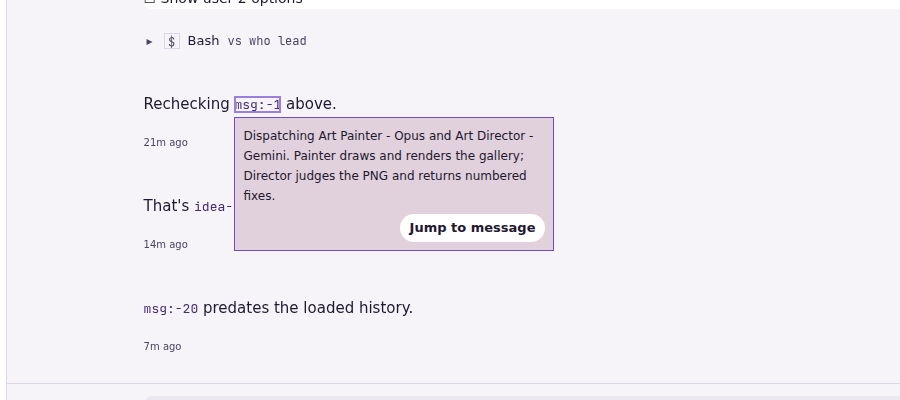 Show user 2 options
▸ $ Bash vs who lead
Rechecking msg:-1 above.
Dispatching Art Painter - Opus and Art Director -
21m ago
Gemini. Painter draws and renders the gallery;
Director judges the PNG and returns numbered
fixes.
That's idea-
Jump to message
14m ago
msg:-20 predates the loaded history.
7m ago